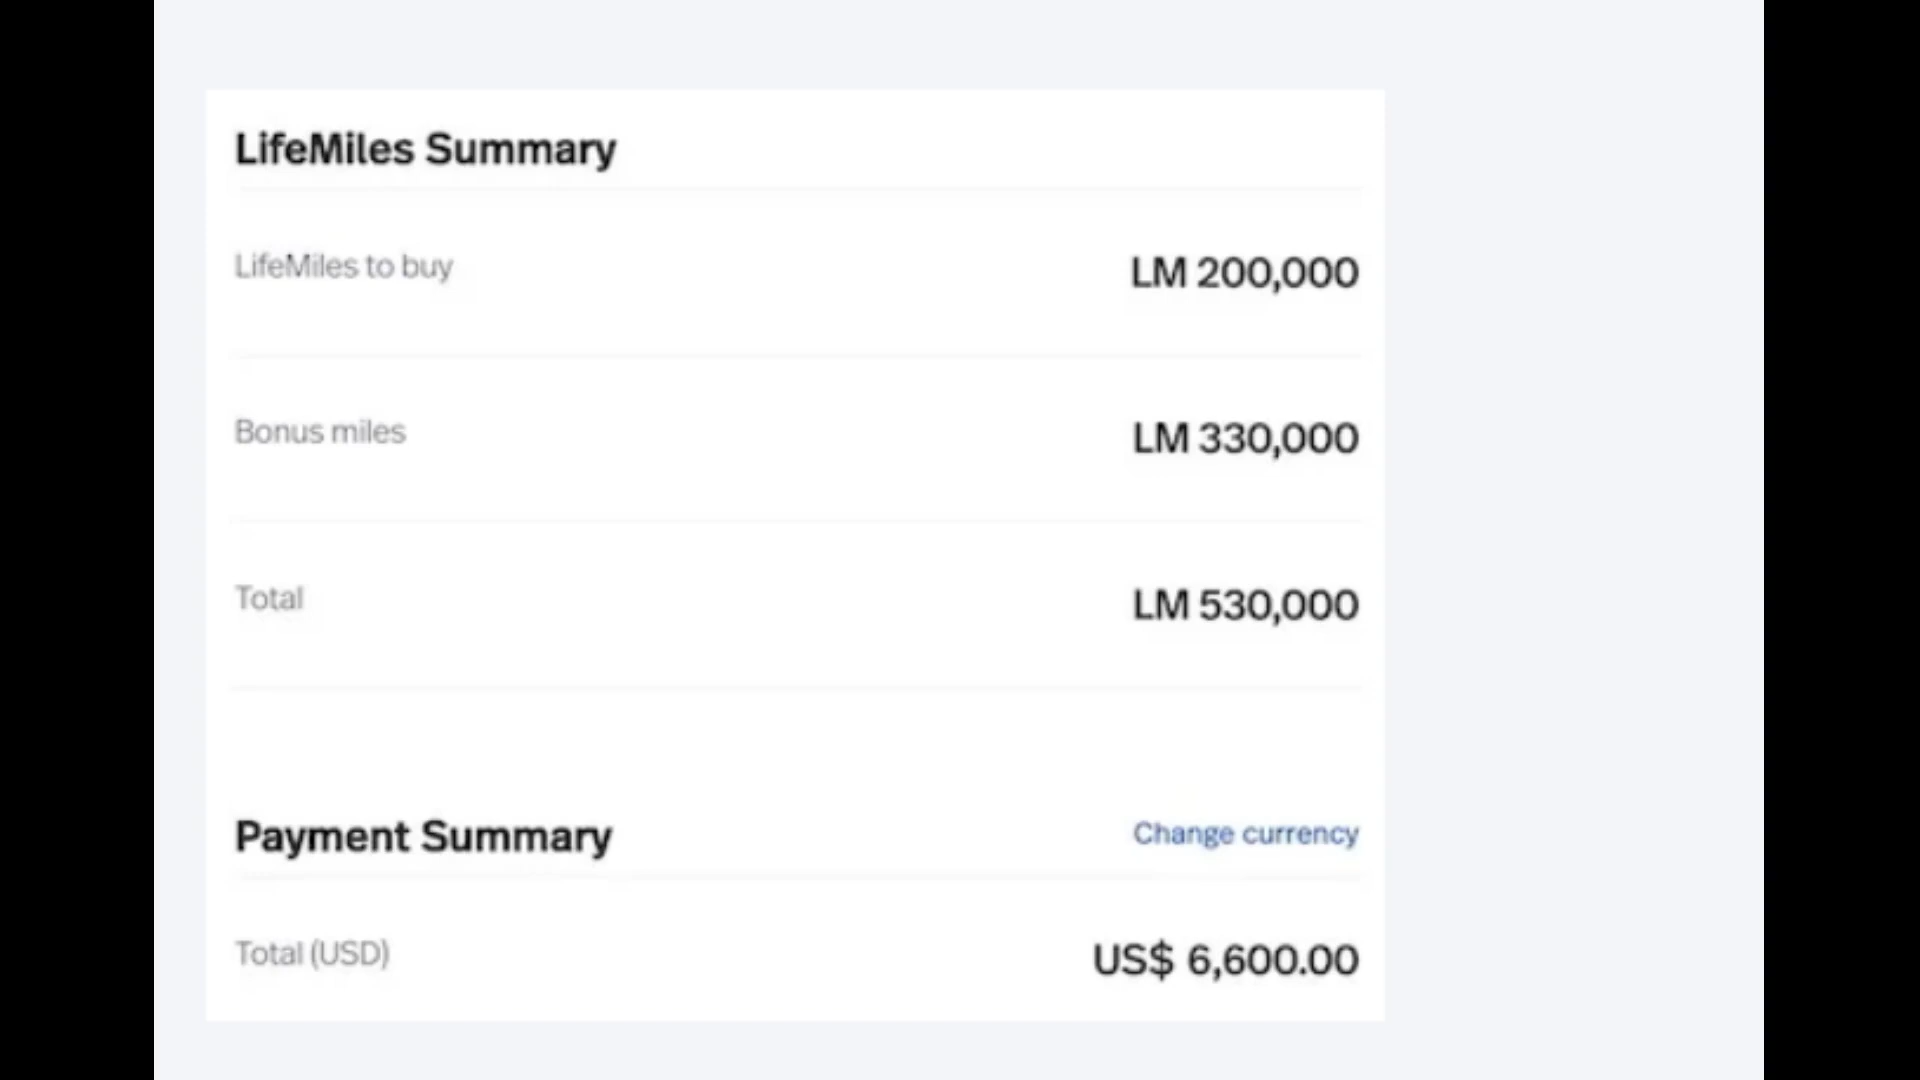 LifeMiles Summary
LifeMiles to buy LM 200,000
Bonus miles LM 330,000
Total LM 530,000
Payment Summary Change currency
Total (USD) US$ 6,600.00